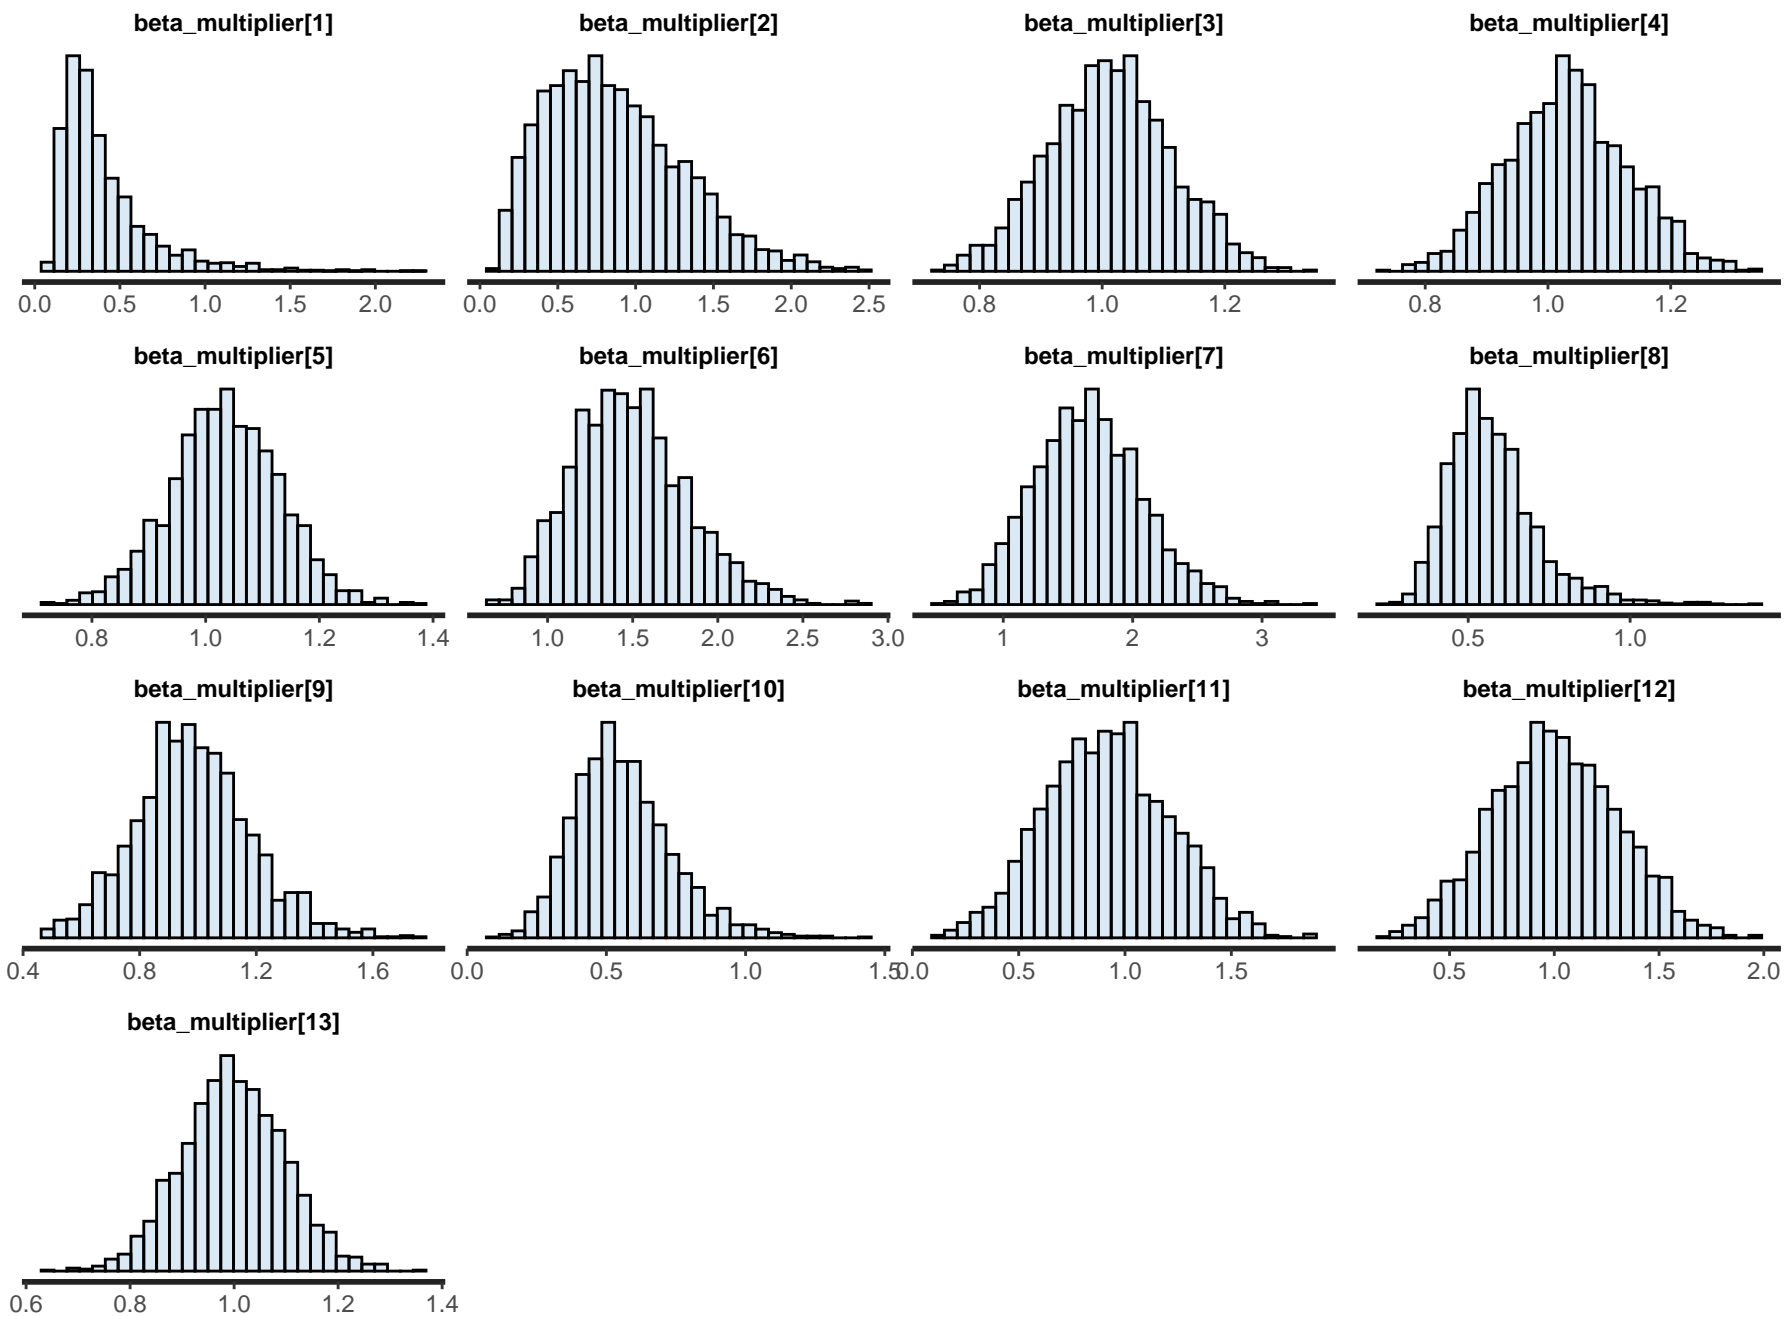 beta_multiplier[1] beta_multiplier[2] beta_multiplier[3] beta_multiplier[4]
0.0 0.5 1.0 1.5 2.0 0.0 0.5 1.0 1.5 2.0 2.5 0.8 1.0 1.2 0.8 1.0 1.2
beta_multiplier[5] beta_multiplier[6] beta_multiplier[7] beta_multiplier[8]
0.8 1.0 1.2 1.4 1.0 1.5 2.0 2.5 3.0 1 2 3 0.5 1.0
beta_multiplier[9] beta_multiplier[10] beta_multiplier[11] beta_multiplier[12]
0.4 0.8 1.2 1.6 0.0 0.5 1.0 1.5 0.0 0.5 1.0 1.5 0.5 1.0 1.5 2.0
beta_multiplier[13]
0.6 0.8 1.0 1.2 1.4